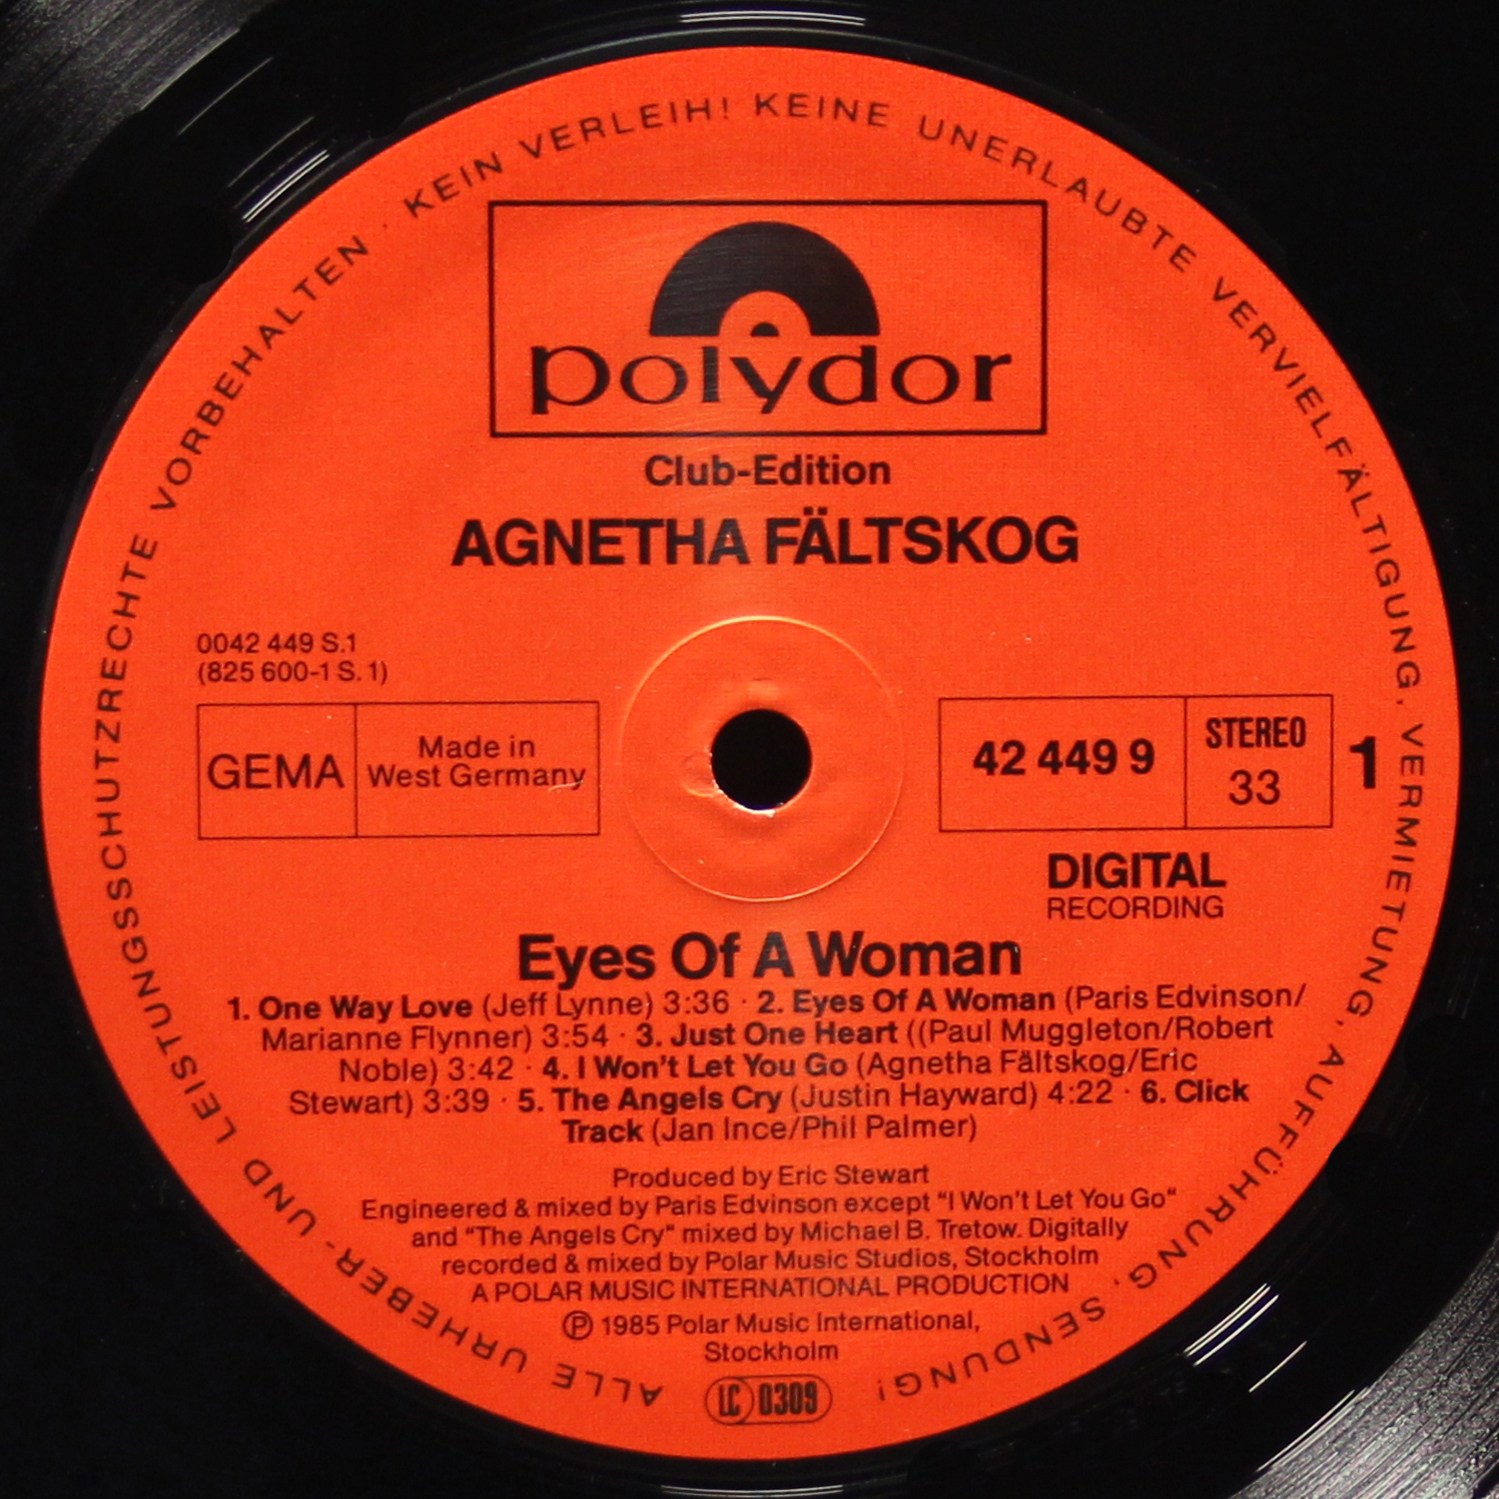 ALLE URHEBER- UND LEISTUNGSSCHUTZRECHTE VORBEHALTEN · KEIN VERLEIH! KEINE UNERLAUBTE VERVIELFÄLTIGUNG, VERMIETUNG, AUFFÜHRUNG, SENDUNG!
polydor
Club-Edition
AGNETHA FÄLTSKOG
0042 449 S.1
(825 600-1 S. 1)
GEMA
Made in
West Germany
42 449 9
STEREO
33
1
DIGITAL
RECORDING
Eyes Of A Woman
1. One Way Love (Jeff Lynne) 3:36 · 2. Eyes Of A Woman (Paris Edvinson/
Marianne Flynner) 3:54 · 3. Just One Heart ((Paul Muggleton/Robert
Noble) 3:42 · 4. I Won't Let You Go (Agnetha Fältskog/Eric
Stewart) 3:39 · 5. The Angels Cry (Justin Hayward) 4:22 · 6. Click
Track (Jan Ince/Phil Palmer)
Produced by Eric Stewart
Engineered & mixed by Paris Edvinson except "I Won't Let You Go"
and "The Angels Cry" mixed by Michael B. Tretow. Digitally
recorded & mixed by Polar Music Studios, Stockholm
A POLAR MUSIC INTERNATIONAL PRODUCTION
Ⓟ 1985 Polar Music International,
Stockholm
LC 0309